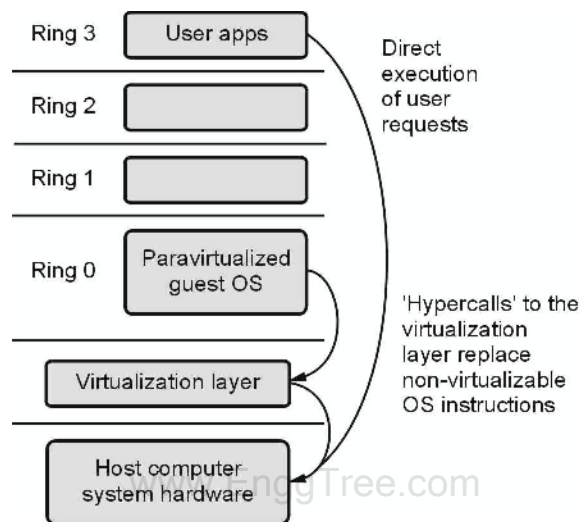 Ring 3
User apps
Direct
execution
of user
requests
Ring 2
Ring 1
Ring 0
Paravirtualized
guest OS
'Hypercalls' to the
virtualization
layer replace
non-virtualizable
OS instructions
Virtualization layer
Host computer
system hardware
www.EnggTree.com